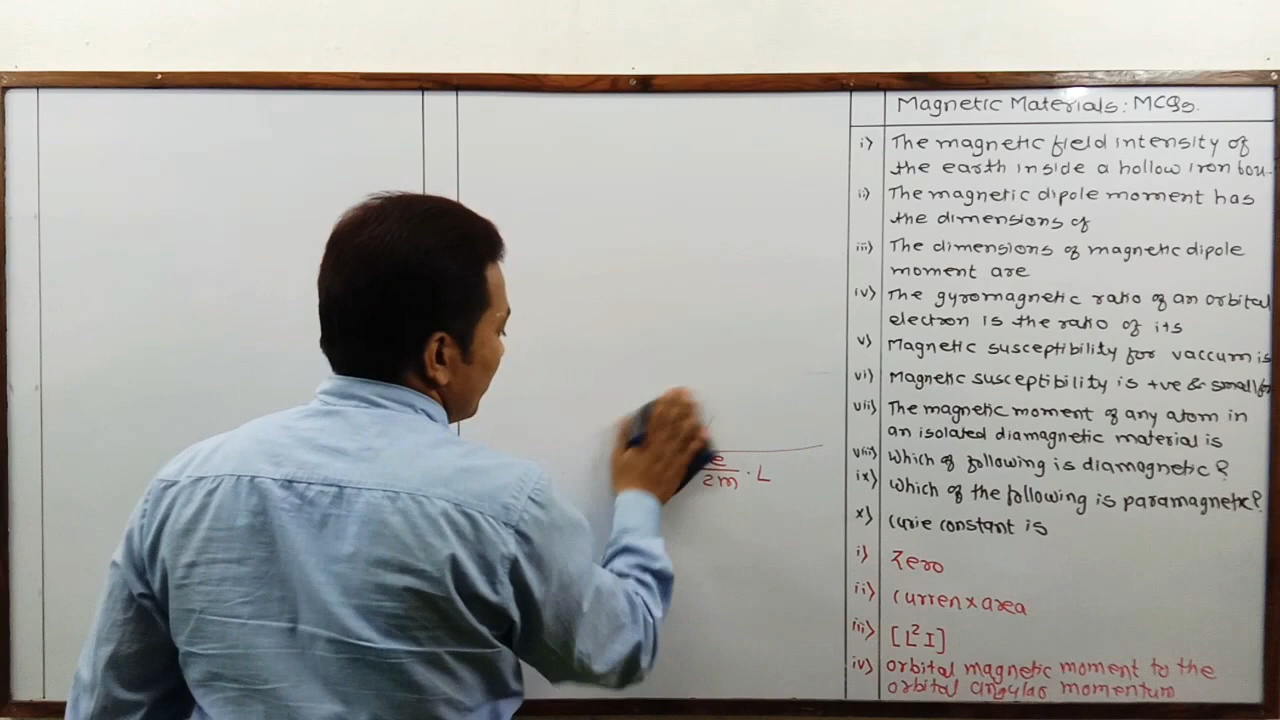 e
2m · L
Magnetic Materials: MCQs.
i) The magnetic field intensity of
the earth inside a hollow iron bou-
ii) The magnetic dipole moment has
the dimensions of
iii) The dimensions of magnetic dipole
moment are
iv) The gyromagnetic ratio of an orbital
electron is the ratio of its
v) Magnetic susceptibility for vaccum is
vi) Magnetic susceptibility is +ve & small for
vii) The magnetic moment of any atom in
an isolated diamagnetic material is
viii) Which of following is diamagnetic?
ix) Which of the following is paramagnetic?
x) Curie constant is
i) Zero
ii) Curren x area
iii) [L²I]
iv) orbital magnetic moment to the
orbital angular momentum